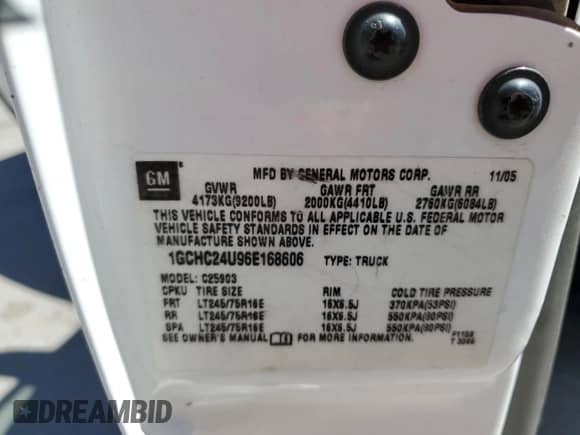 GM
MFD BY GENERAL MOTORS CORP. 11/05
GVWR GAWR FRT GAWR RR
4173KG(9200LB) 2000KG(4410LB) 2760KG(6084LB)
THIS VEHICLE CONFORMS TO ALL APPLICABLE U.S. FEDERAL MOTOR
VEHICLE SAFETY STANDARDS IN EFFECT ON THE DATE OF
MANUFACTURE SHOWN ABOVE.
1GCHC24U96E168606 TYPE: TRUCK
MODEL: C25903
CPKU TIRE SIZE RIM COLD TIRE PRESSURE
FRT LT245/75R16E 16X6.5J 370KPA(53PSI)
RR LT245/75R16E 16X6.5J 550KPA(80PSI)
SPA LT245/75R16E 16X6.5J 550KPA(80PSI)
SEE OWNER'S MANUAL FOR MORE INFORMATION.
DREAMBID